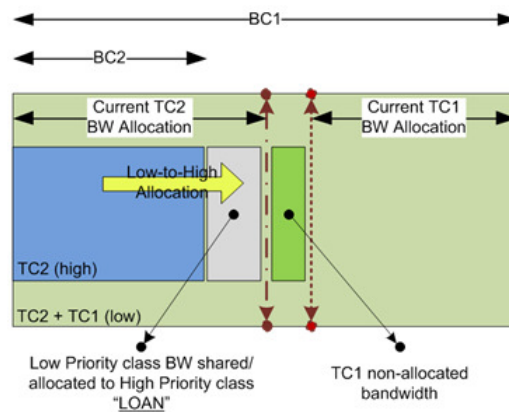 BC1
BC2
Current TC2
BW Allocation
Current TC1
BW Allocation
Low-to-High
Allocation
TC2 (high)
TC2 + TC1 (low)
Low Priority class BW shared/
allocated to High Priority class
“LOAN”
TC1 non-allocated
bandwidth